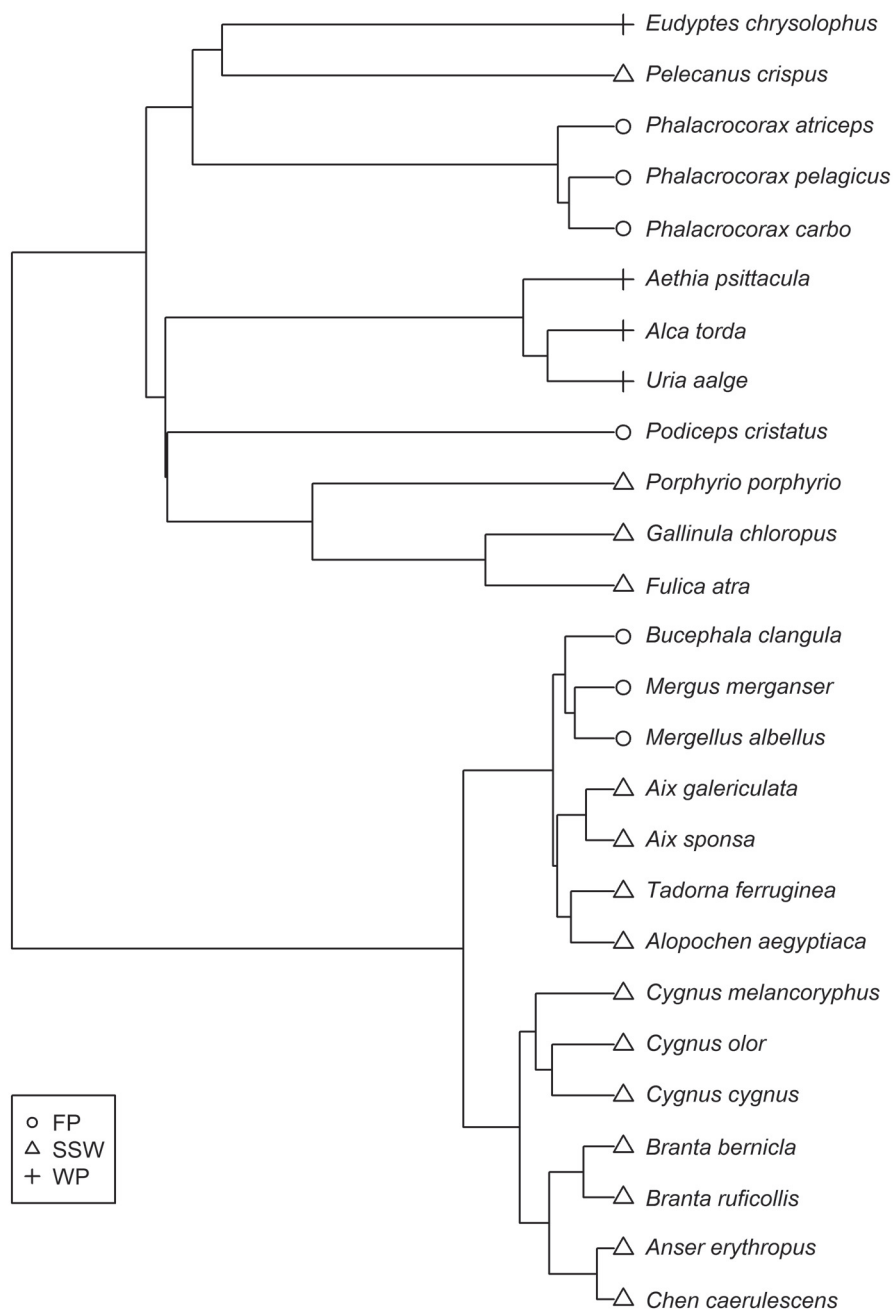 Eudyptes chrysolophus
Pelecanus crispus
Phalacrocorax atriceps
Phalacrocorax pelagicus
Phalacrocorax carbo
Aethia psittacula
Alca torda
Uria aalge
Podiceps cristatus
Porphyrio porphyrio
Gallinula chloropus
Fulica atra
Bucephala clangula
Mergus merganser
Mergellus albellus
Aix galericulata
Aix sponsa
Tadorna ferruginea
Alopochen aegyptiaca
Cygnus melancoryphus
Cygnus olor
Cygnus cygnus
Branta bernicla
Branta ruficollis
Anser erythropus
Chen caerulescens
FP
SSW
WP